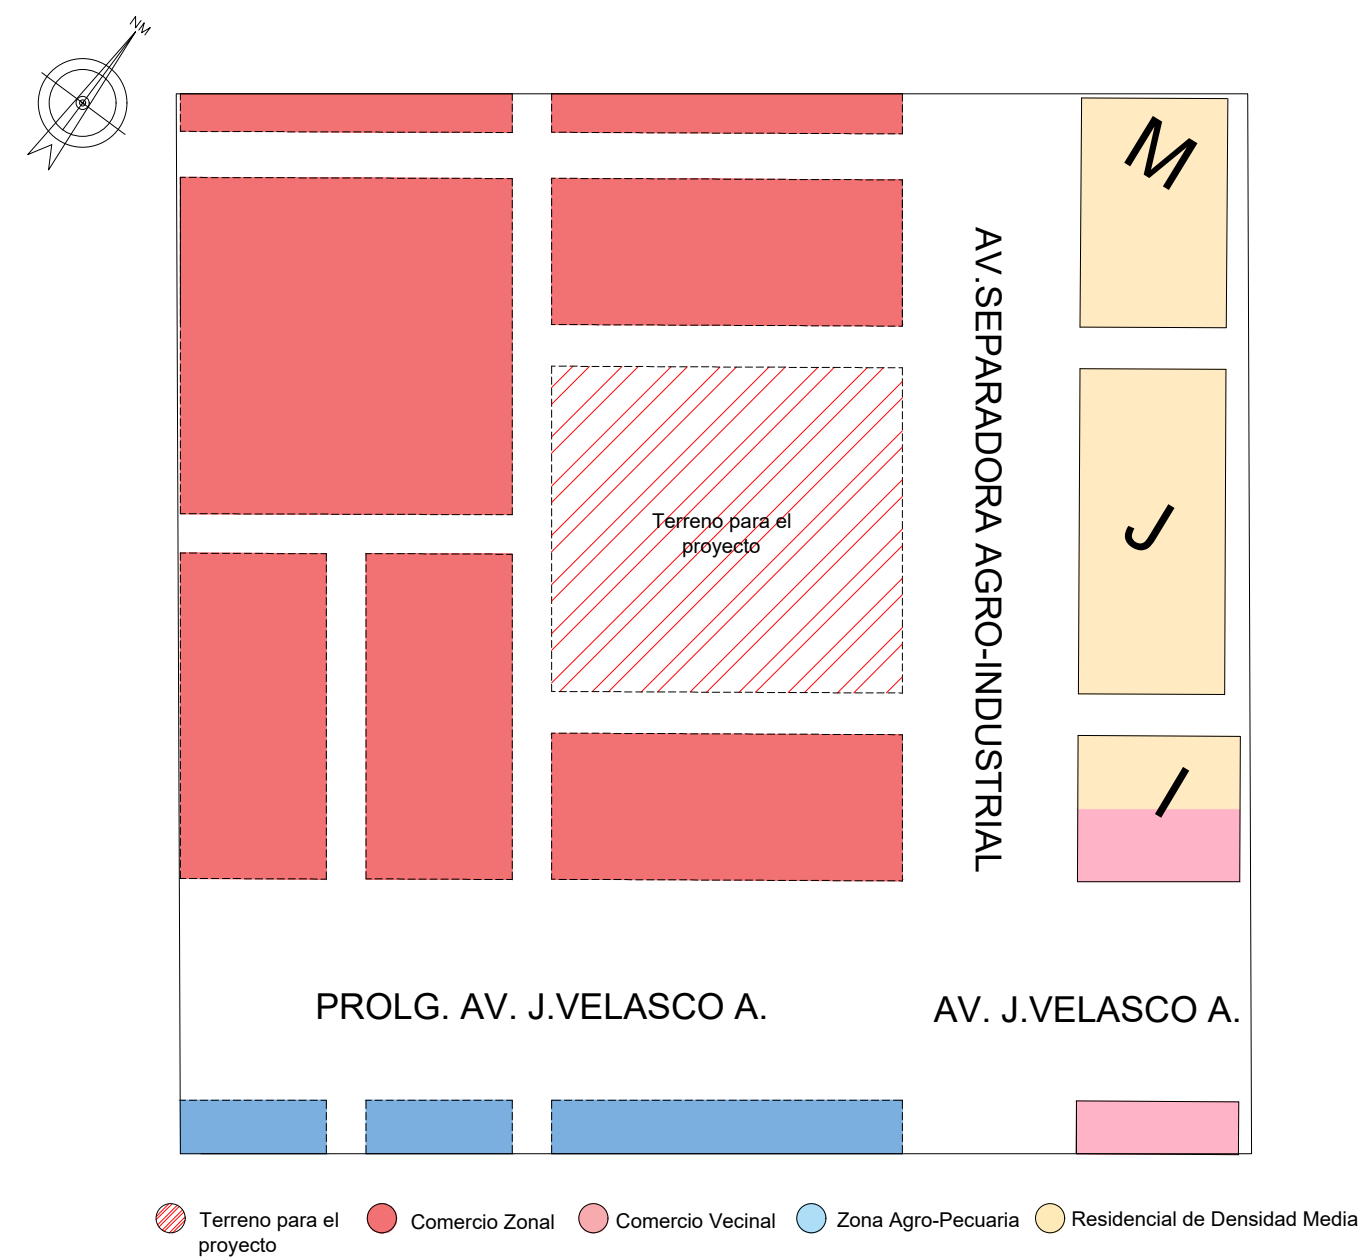 NM
M
AV.SEPARADORA AGRO-INDUSTRIAL
Terreno para el
proyecto
J
I
PROLG. AV. J.VELASCO A.
AV. J.VELASCO A.
Terreno para el
proyecto
Comercio Zonal
Comercio Vecinal
Zona Agro-Pecuaria
Residencial de Densidad Media